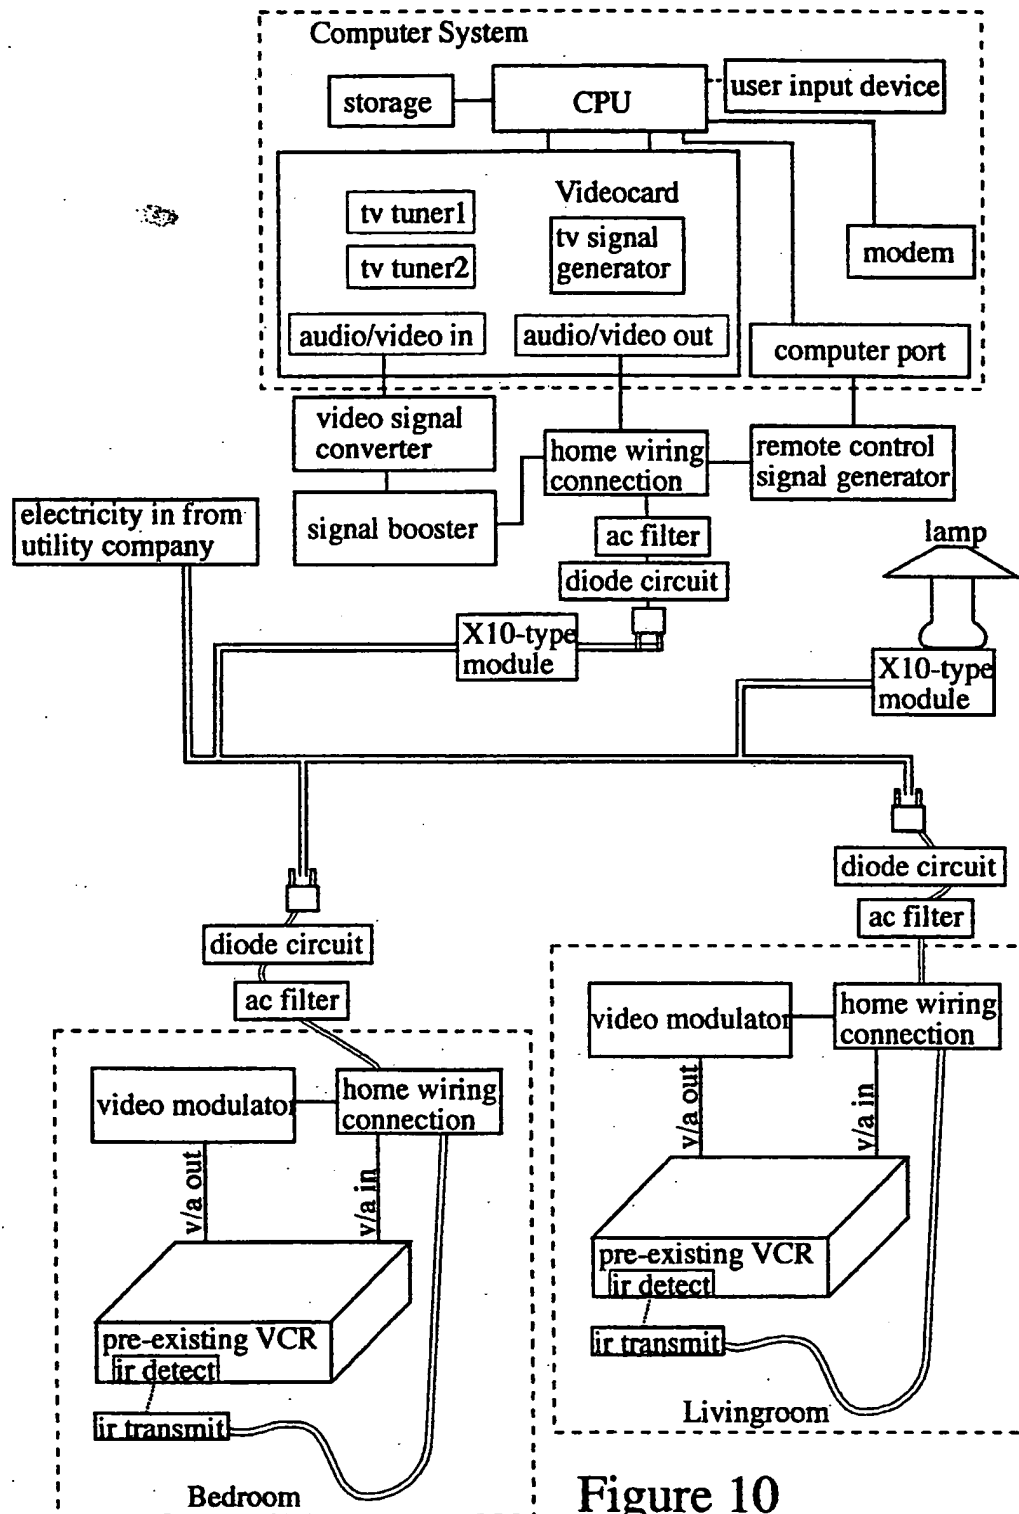 Computer System
storage
CPU
user input device
Videocard
tv tuner1
tv signal
generator
tv tuner2
modem
audio/video in
audio/video out
computer port
video signal
converter
home wiring
connection
remote control
signal generator
electricity in from
utility company
signal booster
ac filter
lamp
diode circuit
X10-type
module
X10-type
module
diode circuit
ac filter
diode circuit
ac filter
video modulator
home wiring
connection
v/a out
v/a in
video modulator
home wiring
connection
v/a out
v/a in
pre-existing VCR
ir detect
ir transmit
Livingroom
pre-existing VCR
ir detect
ir transmit
Bedroom
Figure 10